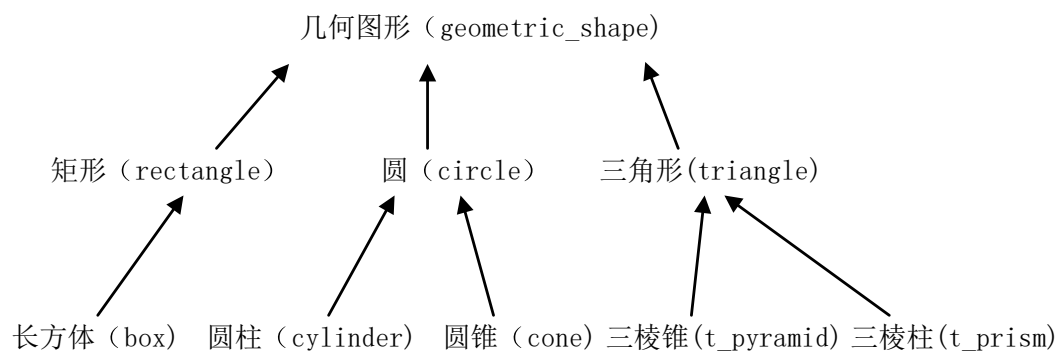 几何图形（geometric_shape）
矩形（rectangle） 圆（circle） 三角形(triangle)
长方体（box） 圆柱（cylinder) 圆锥（cone） 三棱锥(t_pyramid) 三棱柱(t_prism)